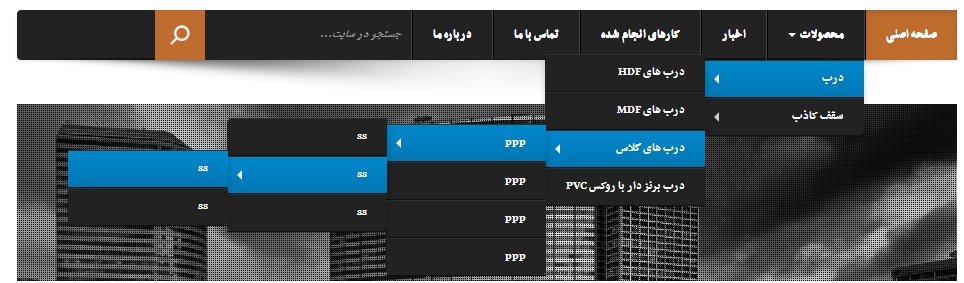 صفحه اصلی
محصولات
اخبار
کارهای انجام شده
تماس با ما
درباره ما
جستجو در سایت...
درب
سقف کاذب
درب های HDF
درب های MDF
درب های کلاس
درب برنز دار با روکس PVC
ppp
ppp
ppp
ppp
ss
ss
ss
ss
ss